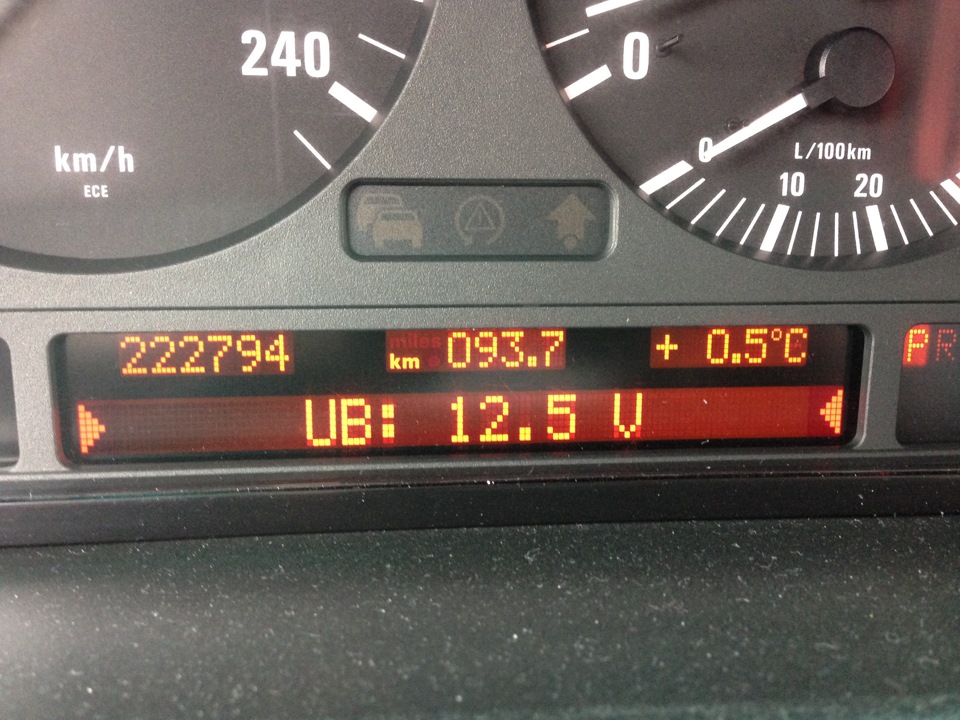 240
km/h
ECE
0
0
L/100km
10 20
222794 miles km 093.7 + 0.5°C
P R
UB: 12.5 V